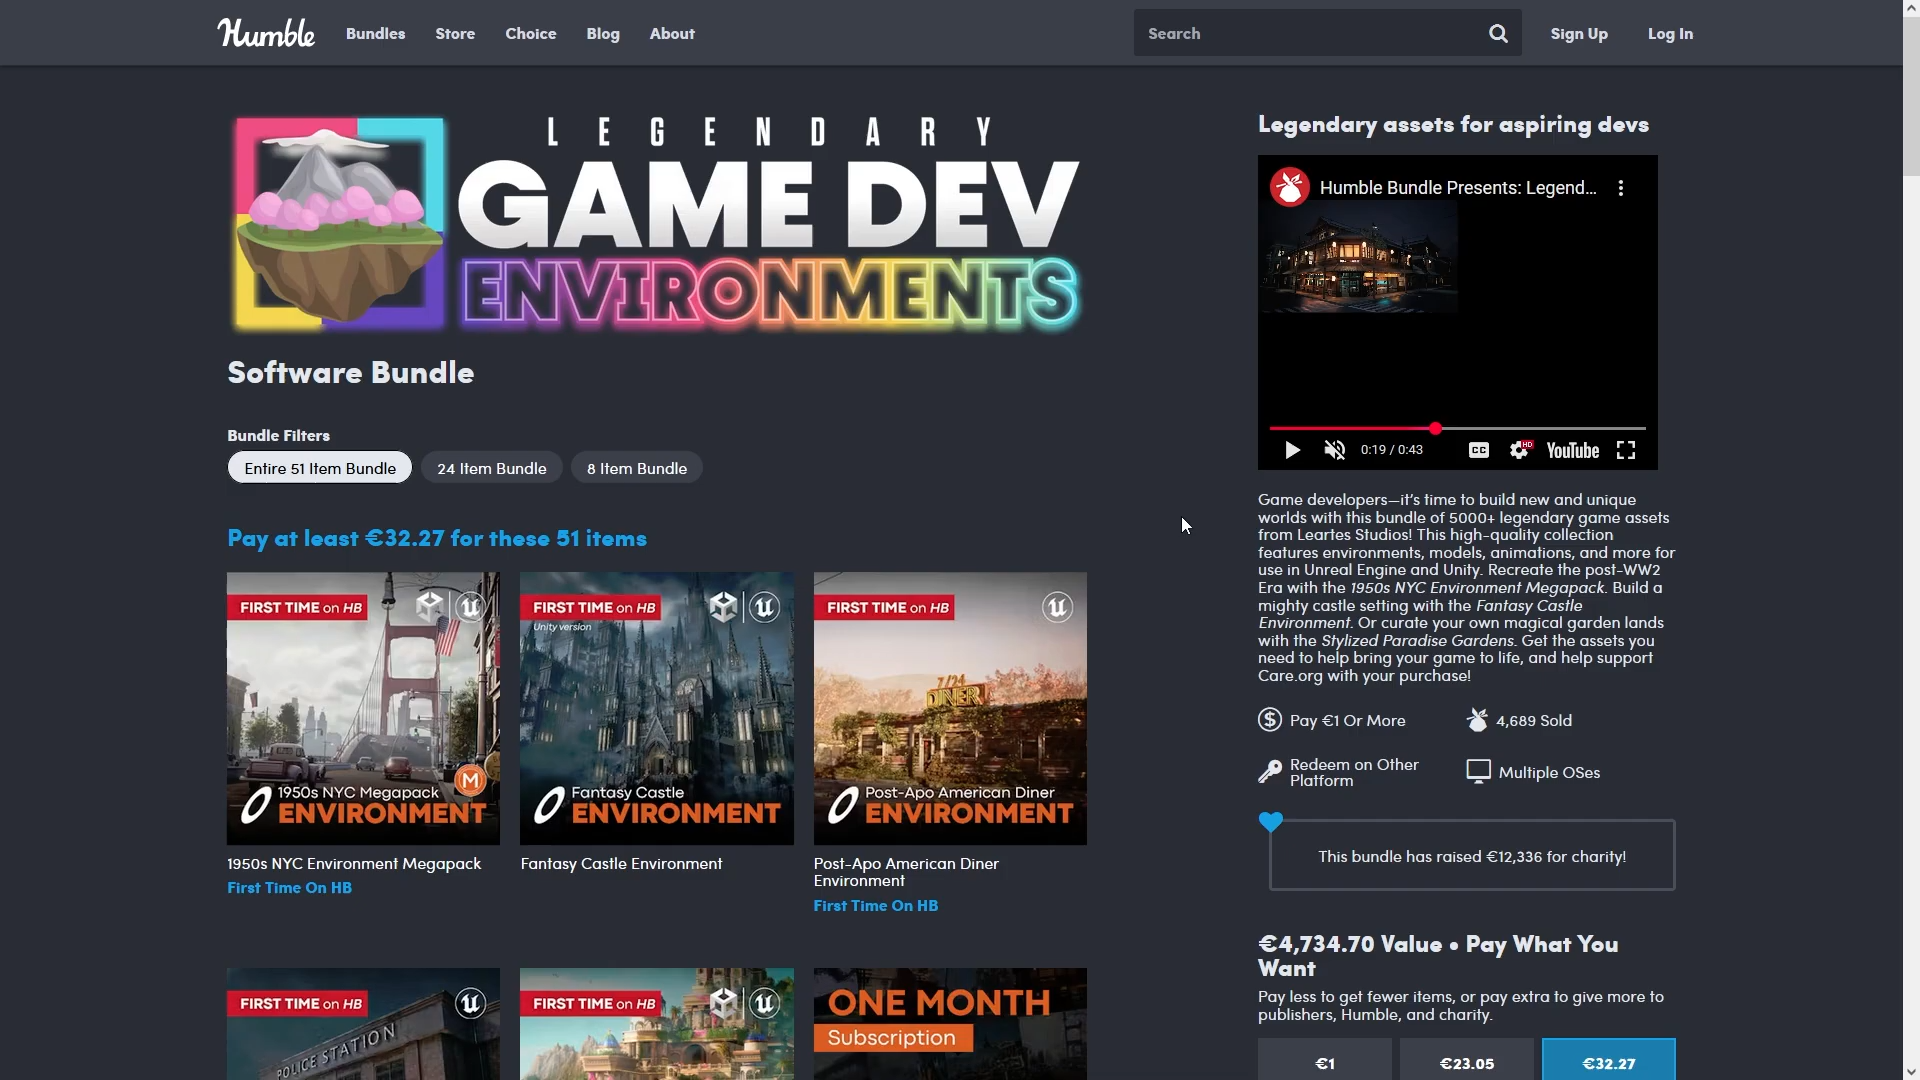 Humble
Bundles
Store
Choice
Blog
About
Search
Sign Up
Log In
LEGENDARY
GAME DEV
ENVIRONMENTS
Software Bundle
Bundle Filters
Entire 51 Item Bundle
24 Item Bundle
8 Item Bundle
Pay at least €32.27 for these 51 items
FIRST TIME on HB
M
1950s NYC Megapack
ENVIRONMENT
1950s NYC Environment Megapack
First Time On HB
FIRST TIME on HB
Unity version
Fantasy Castle
ENVIRONMENT
Fantasy Castle Environment
FIRST TIME on HB
7/24
DINER
Post-Apo American Diner
ENVIRONMENT
Post-Apo American Diner
Environment
First Time On HB
FIRST TIME on HB
POLICE STATION
FIRST TIME on HB
ONE MONTH
Subscription
Legendary assets for aspiring devs
Humble Bundle Presents: Legend...
0:19 / 0:43
CC
HD
YouTube
Game developers—it's time to build new and unique
worlds with this bundle of 5000+ legendary game assets
from Leartes Studios! This high-quality collection
features environments, models, animations, and more for
use in Unreal Engine and Unity. Recreate the post-WW2
Era with the 1950s NYC Environment Megapack. Build a
mighty castle setting with the Fantasy Castle
Environment. Or curate your own magical garden lands
with the Stylized Paradise Gardens. Get the assets you
need to help bring your game to life, and help support
Care.org with your purchase!
Pay €1 Or More
4,689 Sold
Redeem on Other
Platform
Multiple OSes
This bundle has raised €12,336 for charity!
€4,734.70 Value • Pay What You
Want
Pay less to get fewer items, or pay extra to give more to
publishers, Humble, and charity.
€1
€23.05
€32.27